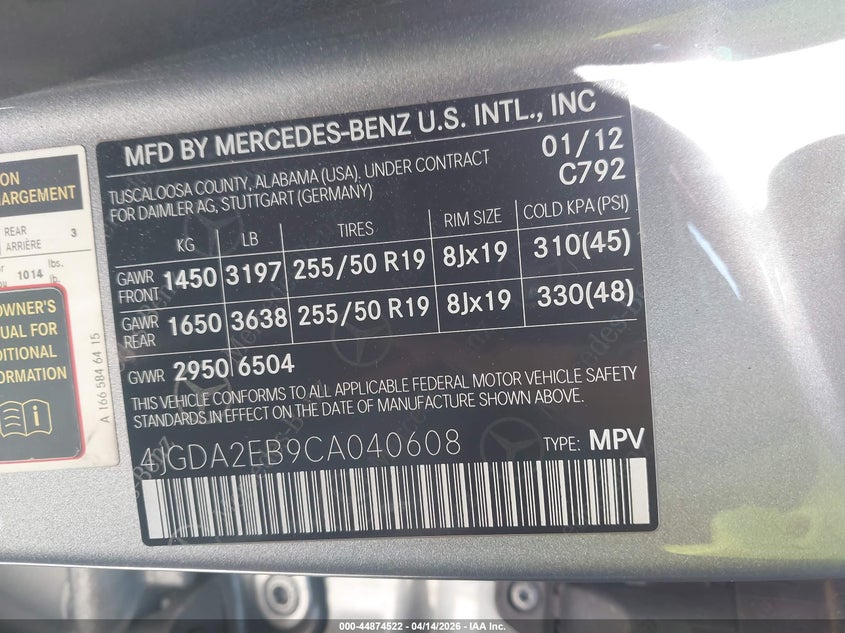 ON
ARGEMENT
REAR
ARRIÈRE 3
or 1014 lbs.
lb.
OWNER'S
UAL FOR
DITIONAL
ORMATION
A 166 584 64 15
MFD BY MERCEDES-BENZ U.S. INTL., INC
TUSCALOOSA COUNTY, ALABAMA (USA), UNDER CONTRACT
FOR DAIMLER AG, STUTTGART (GERMANY)
01/12
C792
KG LB TIRES RIM SIZE COLD KPA (PSI)
GAWR FRONT 1450 3197 255/50 R19 8Jx19 310(45)
GAWR REAR 1650 3638 255/50 R19 8Jx19 330(48)
GVWR 2950 6504
THIS VEHICLE CONFORMS TO ALL APPLICABLE FEDERAL MOTOR VEHICLE SAFETY
STANDARDS IN EFFECT ON THE DATE OF MANUFACTURE SHOWN ABOVE.
4JGDA2EB9CA040608 TYPE: MPV
000-44874522 - 04/14/2026 - IAA Inc.